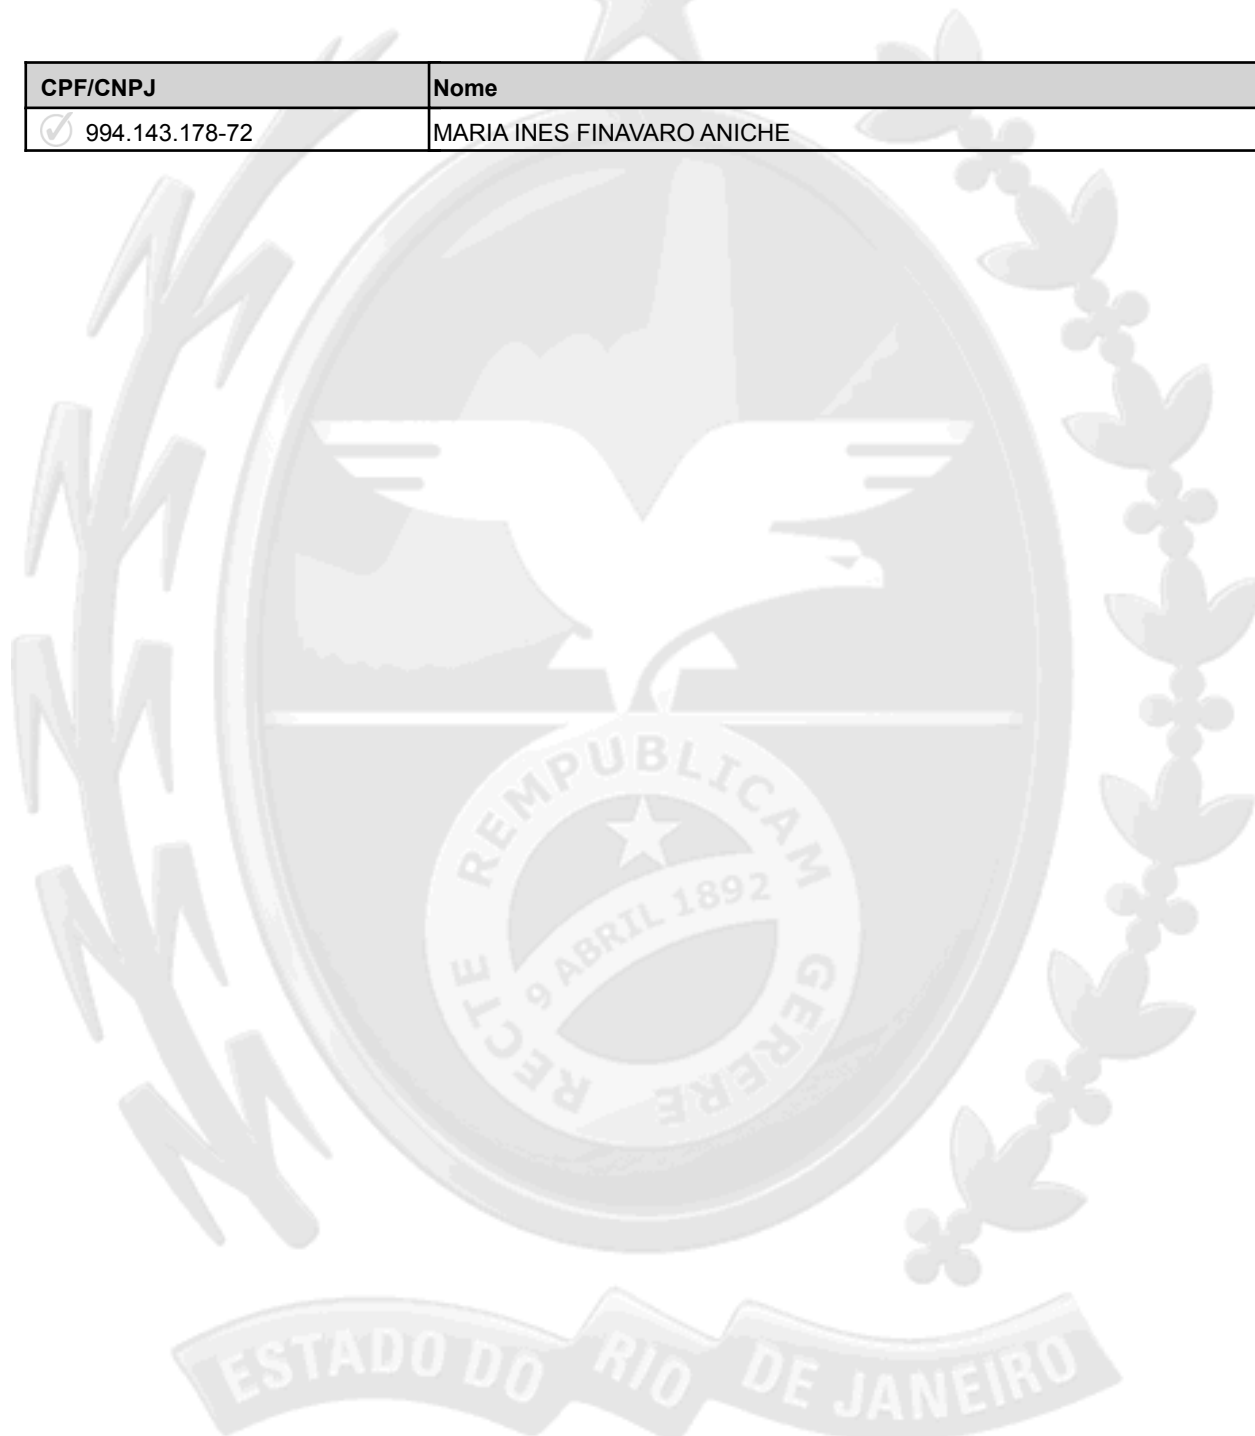 CPF/CNPJ Nome
994.143.178-72 MARIA INES FINAVARO ANICHE
REMPUBLICAM
9 ABRIL 1892
RECTE GERERE
ESTADO DO RIO DE JANEIRO